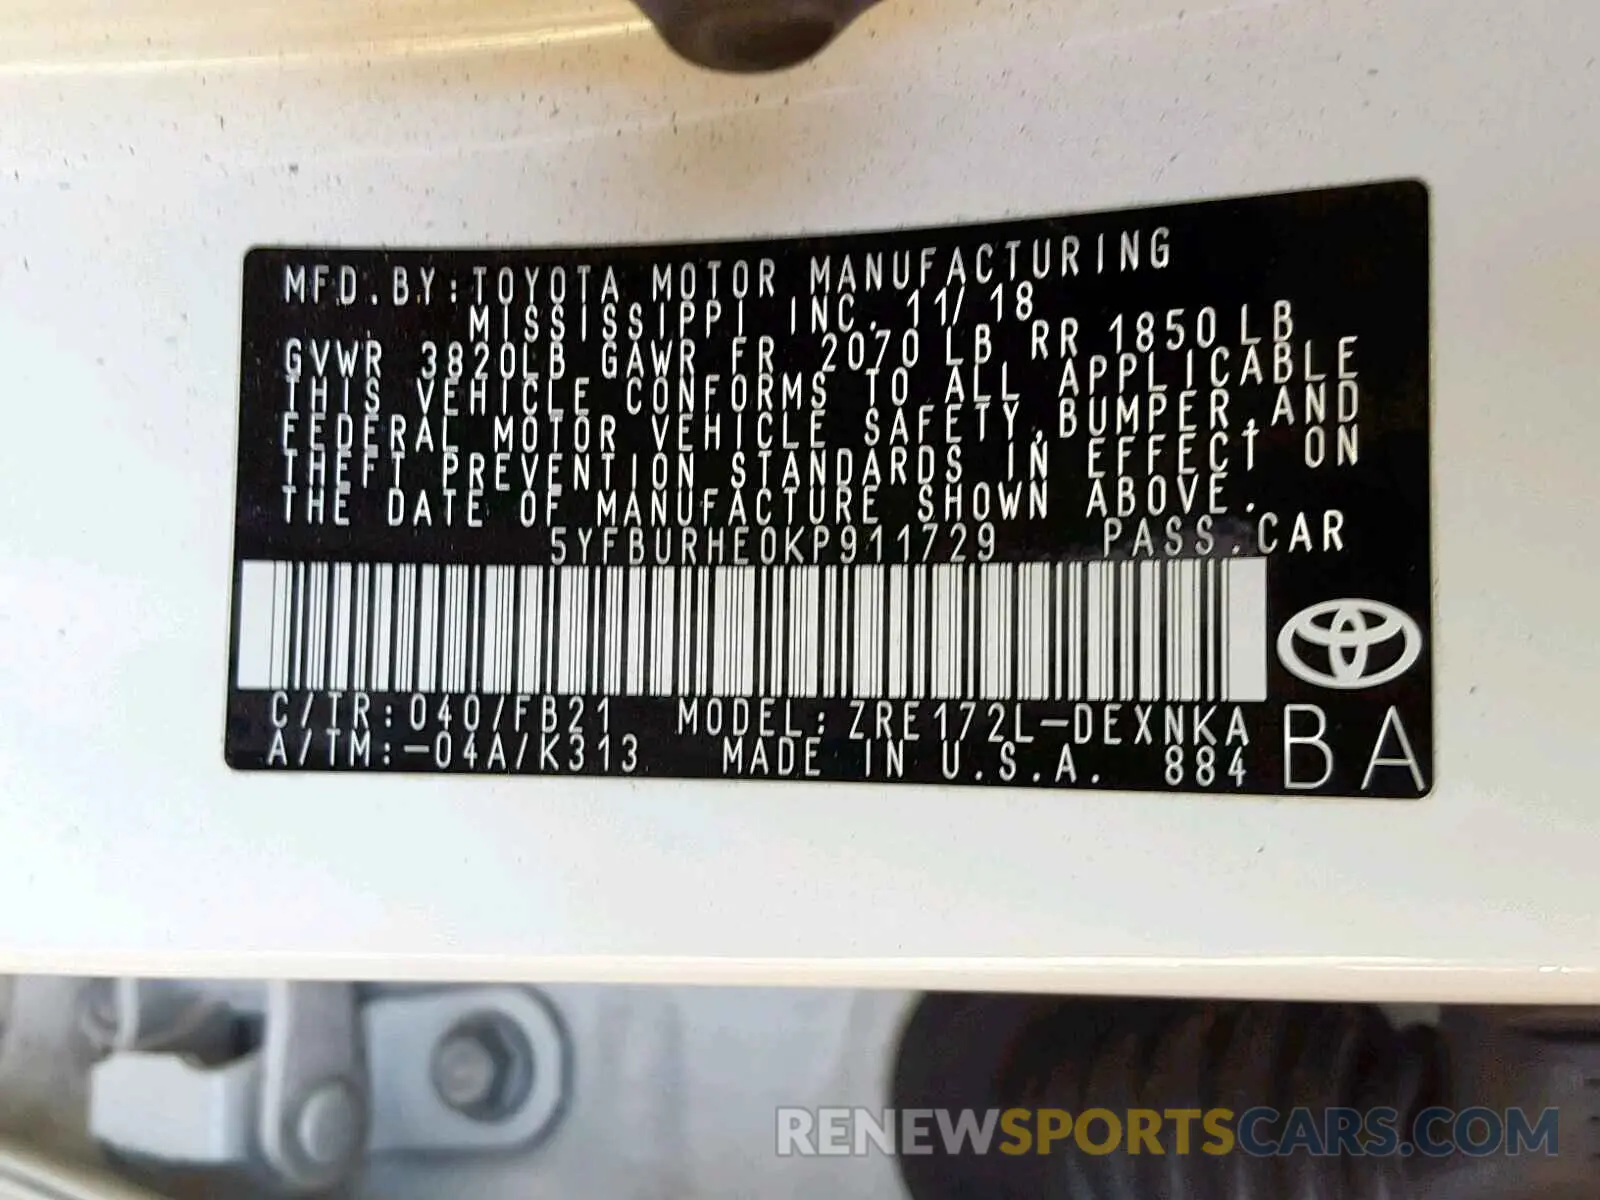 MFD.BY:TOYOTA MOTOR MANUFACTURING
MISSISSIPPI INC. 11/18
GVWR 3820LB GAWR FR 2070LB RR 1850LB
THIS VEHICLE CONFORMS TO ALL APPLICABLE
FEDERAL MOTOR VEHICLE SAFETY,BUMPER,AND
THEFT PREVENTION STANDARDS IN EFFECT ON
THE DATE OF MANUFACTURE SHOWN ABOVE.
5YFBURHE0KP911729 PASS.CAR
C/TR:040/FB21 MODEL:ZRE172L-DEXNKA
A/TM:-04A/K313 MADE IN U.S.A. 884
BA
RENEWSPORTSCARS.COM